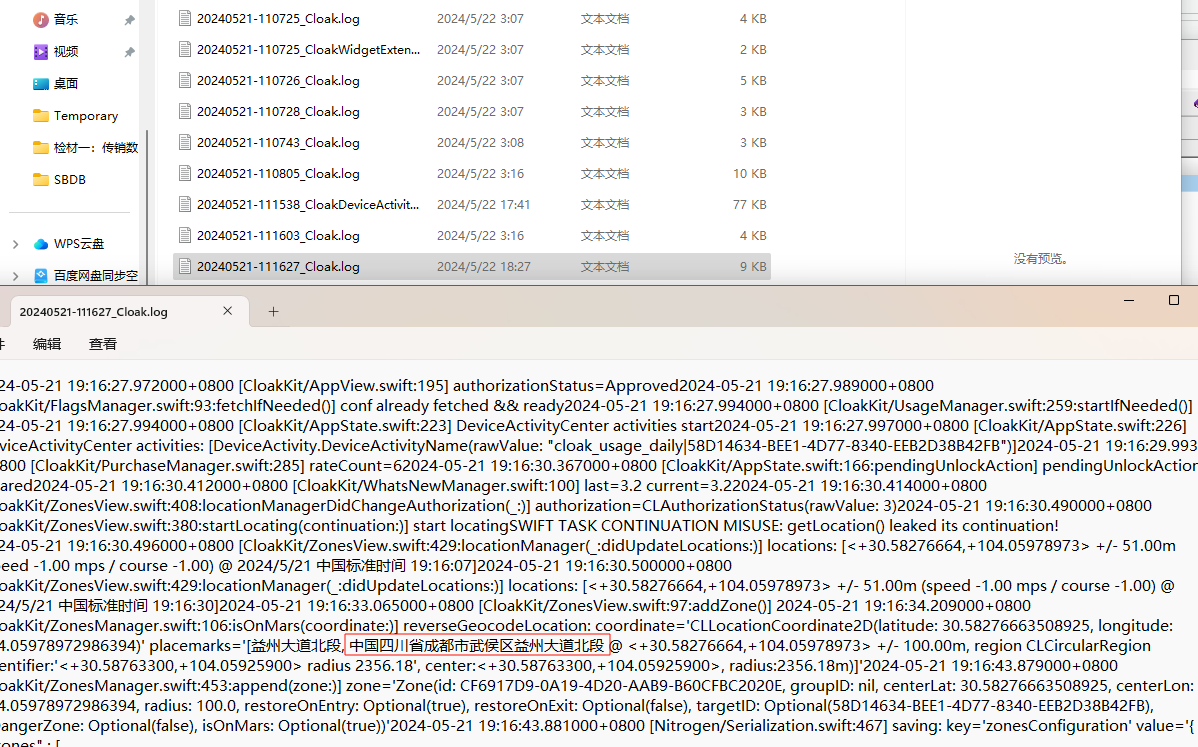 音乐
视频
桌面
Temporary
检材一：传销数
SBDB
WPS云盘
百度网盘同步空
20240521-110725_Cloak.log 2024/5/22 3:07 文本文档 4 KB
20240521-110725_CloakWidgetExten... 2024/5/22 3:07 文本文档 2 KB
20240521-110726_Cloak.log 2024/5/22 3:07 文本文档 5 KB
20240521-110728_Cloak.log 2024/5/22 3:07 文本文档 3 KB
20240521-110743_Cloak.log 2024/5/22 3:08 文本文档 3 KB
20240521-110805_Cloak.log 2024/5/22 3:16 文本文档 10 KB
20240521-111538_CloakDeviceActivit... 2024/5/22 17:41 文本文档 77 KB
20240521-111603_Cloak.log 2024/5/22 3:16 文本文档 4 KB
20240521-111627_Cloak.log 2024/5/22 18:27 文本文档 9 KB
没有预览。
20240521-111627_Cloak.log
编辑 查看
24-05-21 19:16:27.972000+0800 [CloakKit/AppView.swift:195] authorizationStatus=Approved2024-05-21 19:16:27.989000+0800
oakKit/FlagsManager.swift:93:fetchIfNeeded()] conf already fetched && ready2024-05-21 19:16:27.994000+0800 [CloakKit/UsageManager.swift:259:startIfNeeded()]
24-05-21 19:16:27.994000+0800 [CloakKit/AppState.swift:223] DeviceActivityCenter activities start2024-05-21 19:16:27.997000+0800 [CloakKit/AppState.swift:226]
viceActivityCenter activities: [DeviceActivity.DeviceActivityName(rawValue: "cloak_usage_daily|58D14634-BEE1-4D77-8340-EEB2D38B42FB")]2024-05-21 19:16:29.993
800 [CloakKit/PurchaseManager.swift:285] rateCount=62024-05-21 19:16:30.367000+0800 [CloakKit/AppState.swift:166:pendingUnlockAction] pendingUnlockAction
ared2024-05-21 19:16:30.412000+0800 [CloakKit/WhatsNewManager.swift:100] last=3.2 current=3.22024-05-21 19:16:30.414000+0800
oakKit/ZonesView.swift:408:locationManagerDidChangeAuthorization(_:)] authorization=CLAuthorizationStatus(rawValue: 3)2024-05-21 19:16:30.490000+0800
oakKit/ZonesView.swift:380:startLocating(continuation:)] start locatingSWIFT TASK CONTINUATION MISUSE: getLocation() leaked its continuation!
24-05-21 19:16:30.496000+0800 [CloakKit/ZonesView.swift:429:locationManager(_:didUpdateLocations:)] locations: [<+30.58276664,+104.05978973> +/- 51.00m
eed -1.00 mps / course -1.00) @ 2024/5/21 中国标准时间 19:16:07]2024-05-21 19:16:30.500000+0800
oakKit/ZonesView.swift:429:locationManager(_:didUpdateLocations:)] locations: [<+30.58276664,+104.05978973> +/- 51.00m (speed -1.00 mps / course -1.00) @
24/5/21 中国标准时间 19:16:30]2024-05-21 19:16:33.065000+0800 [CloakKit/ZonesView.swift:97:addZone()] 2024-05-21 19:16:34.209000+0800
oakKit/ZonesManager.swift:106:isOnMars(coordinate:)] reverseGeocodeLocation: coordinate='CLLocationCoordinate2D(latitude: 30.58276663508925, longitude:
4.05978972986394)' placemarks='[益州大道北段, 中国四川省成都市武侯区益州大道北段 @ <+30.58276664,+104.05978973> +/- 100.00m, region CLCircularRegion
entifier:'<+30.58763300,+104.05925900> radius 2356.18', center:<+30.58763300,+104.05925900>, radius:2356.18m)]'2024-05-21 19:16:43.879000+0800
oakKit/ZonesManager.swift:453:append(zone:)] zone='Zone(id: CF6917D9-0A19-4D20-AAB9-B60CFBC2020E, groupID: nil, centerLat: 30.58276663508925, centerLon:
4.05978972986394, radius: 100.0, restoreOnEntry: Optional(true), restoreOnExit: Optional(false), targetID: Optional(58D14634-BEE1-4D77-8340-EEB2D38B42FB),
angerZone: Optional(false), isOnMars: Optional(true))'2024-05-21 19:16:43.881000+0800 [Nitrogen/Serialization.swift:467] saving: key='zonesConfiguration' value='{
ones" : [